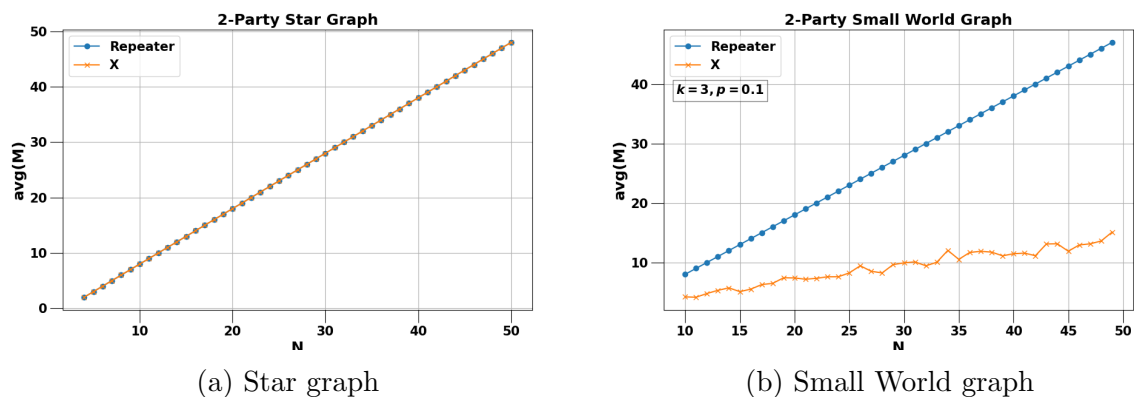 2-Party Star Graph
Repeater
X
avg(M)
50
40
30
20
10
0
10 20 30 40 50
N
(a) Star graph
2-Party Small World Graph
Repeater
X
k = 3, p = 0.1
avg(M)
40
30
20
10
10 15 20 25 30 35 40 45 50
N
(b) Small World graph